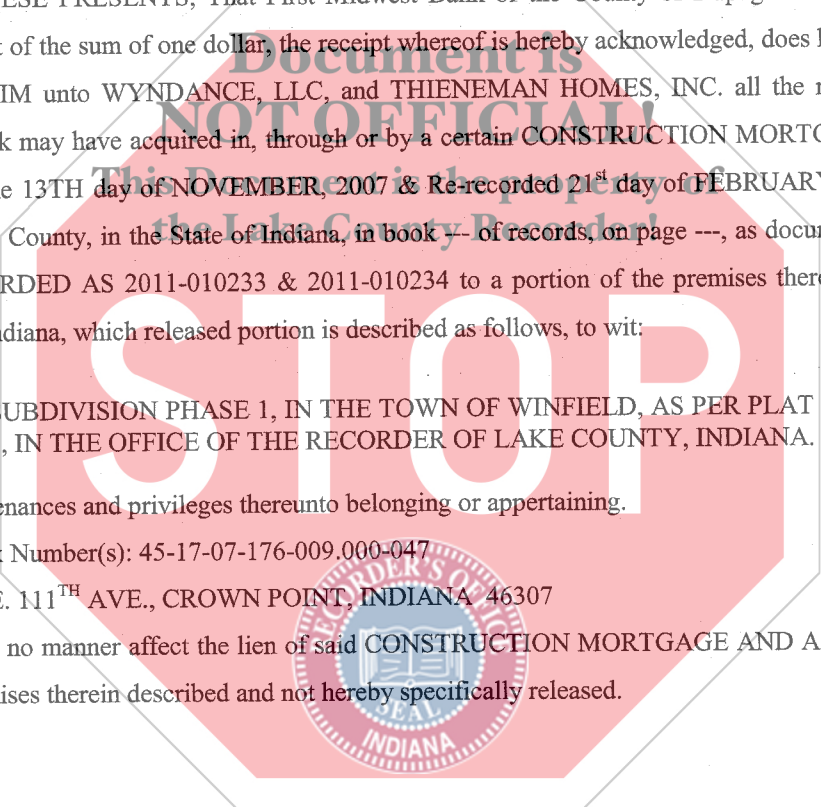 ESE PRESENTS, That First Midwest Bank of the County of
t of the sum of one dollar, the receipt whereof is hereby acknowledged, does
Document is
IM unto WYNDANCE, LLC, and THIENEMAN HOMES, INC. all the
NOT OFFICIAL!
k may have acquired in, through or by a certain CONSTRUCTION MORTG
This Document is the property of
e 13TH day of NOVEMBER, 2007 & Re-recorded 21st day of FEBRUARY
the Lake County Recorder!
County, in the State of Indiana, in book --- of records, on page ---, as docu
RDED AS 2011-010233 & 2011-010234 to a portion of the premises there
ndiana, which released portion is described as follows, to wit:
STOP
SUBDIVISION PHASE 1, IN THE TOWN OF WINFIELD, AS PER PLAT
, IN THE OFFICE OF THE RECORDER OF LAKE COUNTY, INDIANA.
enances and privileges thereunto belonging or appertaining.
Number(s): 45-17-07-176-009.000-047
E. 111TH AVE., CROWN POINT, INDIANA 46307
no manner affect the lien of said CONSTRUCTION MORTGAGE AND A
ises therein described and not hereby specifically released.
RECORDER'S OFFICE
SEAL
INDIANA